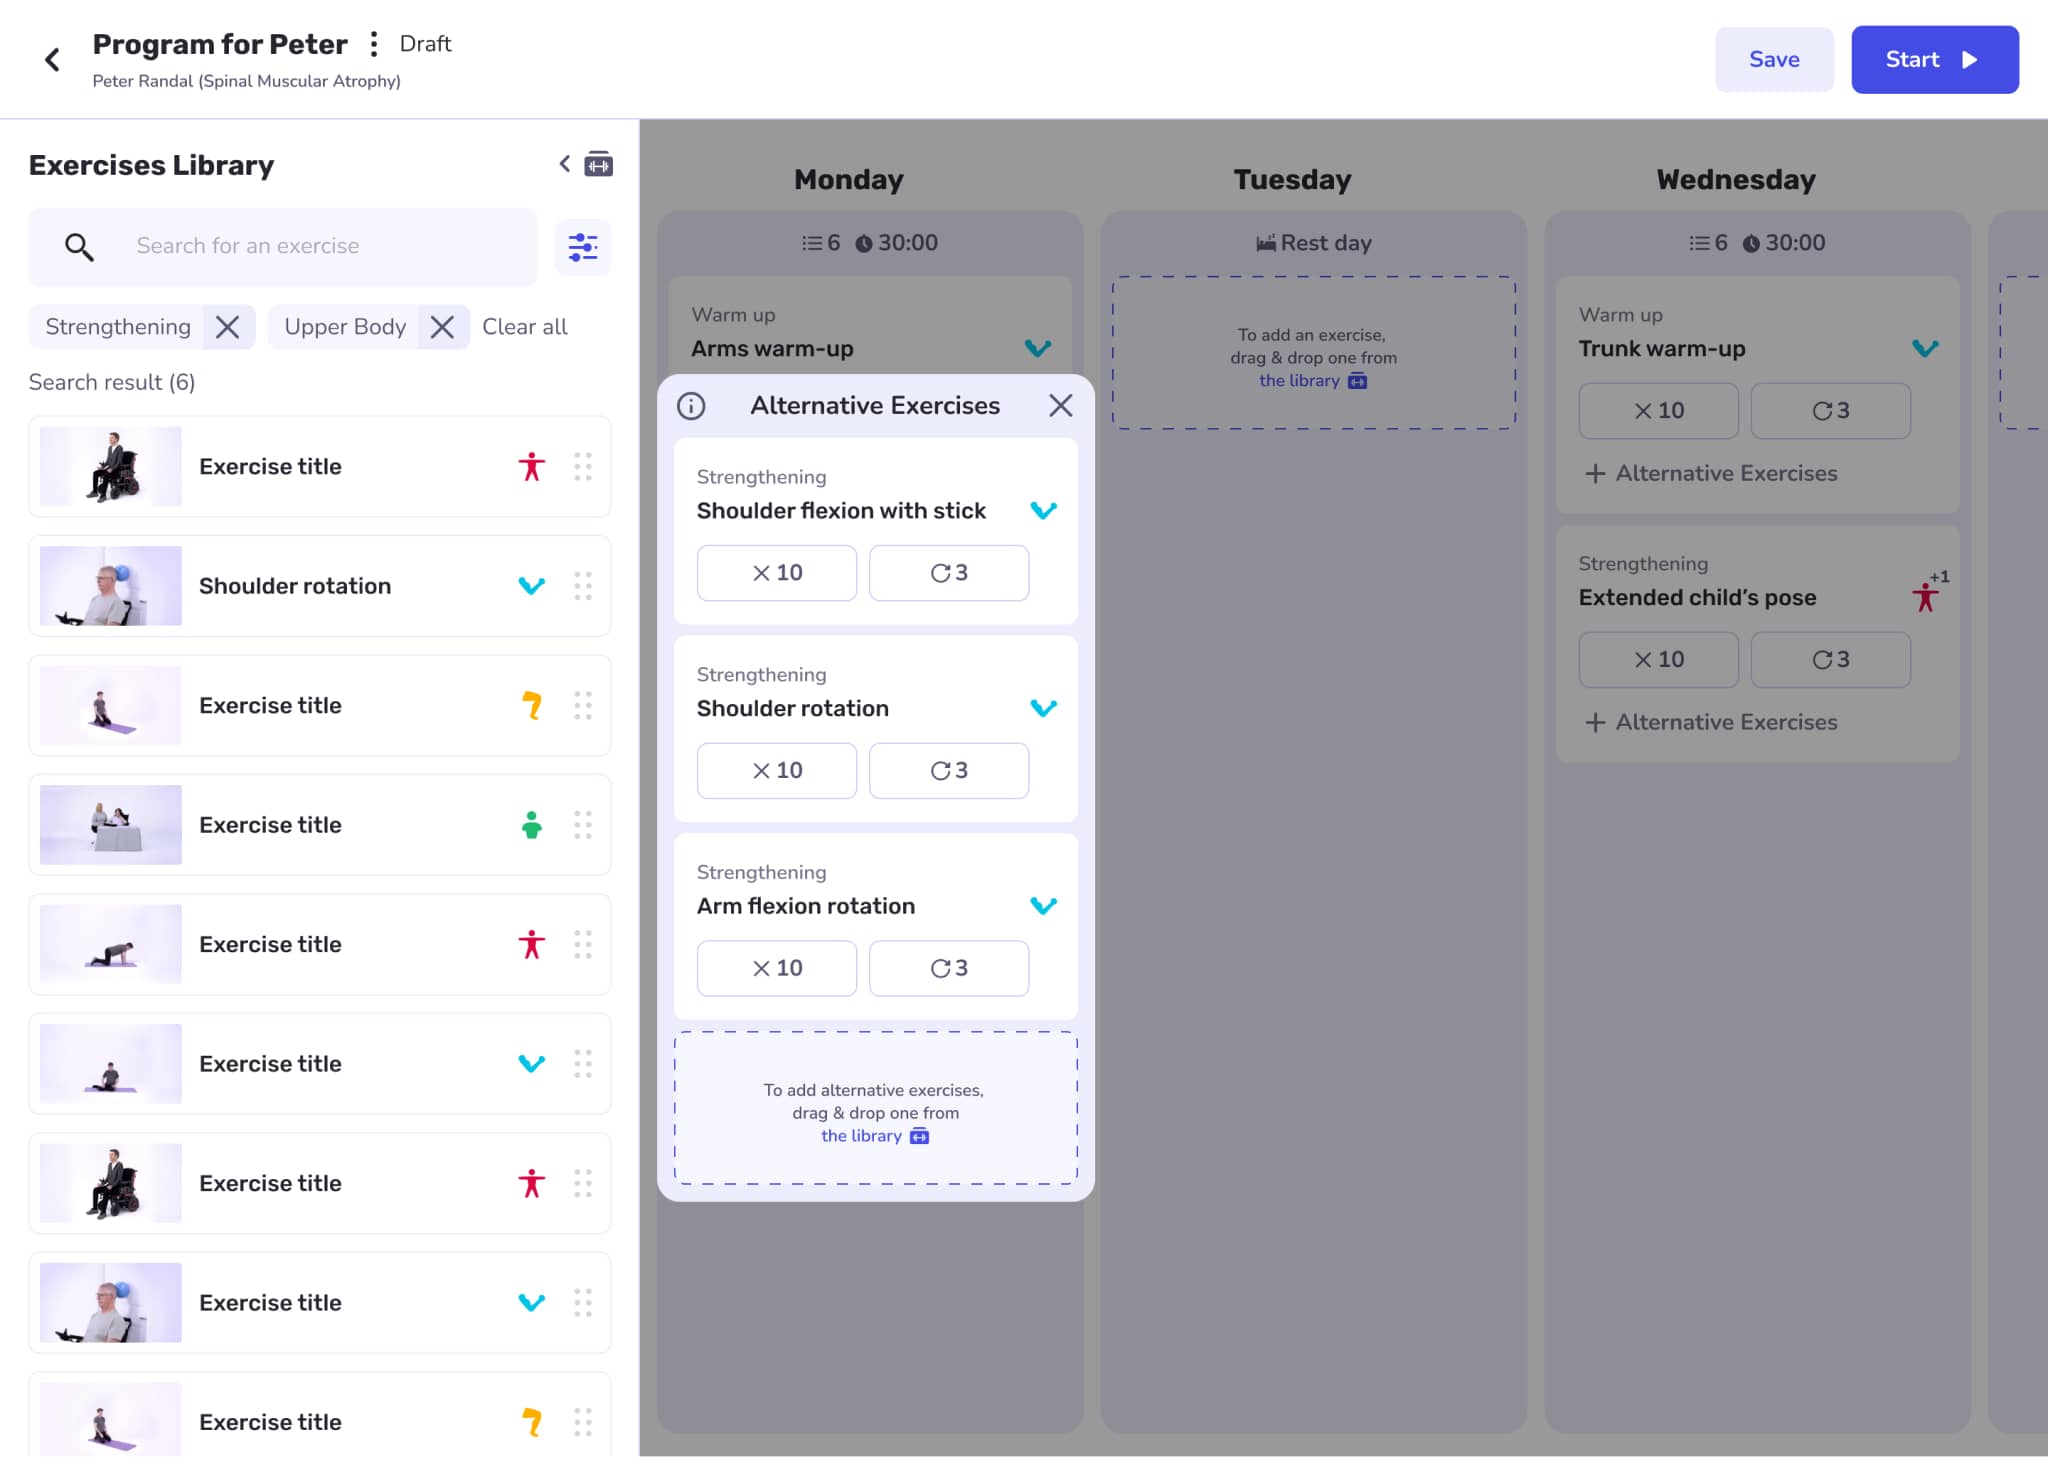 Program for Peter
Draft
Peter Randal (Spinal Muscular Atrophy)
Save
Start
Exercises Library
Search for an exercise
Strengthening
Upper Body
Clear all
Search result (6)
Exercise title
Shoulder rotation
Exercise title
Exercise title
Exercise title
Exercise title
Exercise title
Exercise title
Exercise title
Monday
6
30:00
Warm up
Arms warm-up
Alternative Exercises
Strengthening
Shoulder flexion with stick
10
3
Strengthening
Shoulder rotation
10
3
Strengthening
Arm flexion rotation
10
3
To add alternative exercises,
drag & drop one from
the library
Tuesday
Rest day
To add an exercise,
drag & drop one from
the library
Wednesday
6
30:00
Warm up
Trunk warm-up
10
3
+ Alternative Exercises
Strengthening
Extended child’s pose
+1
10
3
+ Alternative Exercises